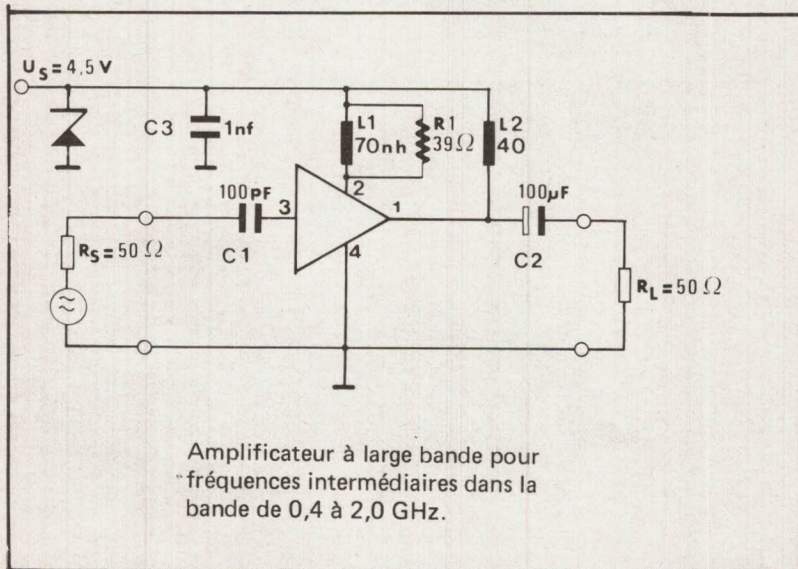 U S = 4,5 V
C3
1nf
L1
70nh
R1
39Ω
L2
40
100pF
3
2
1
4
C1
100µF
C2
R S = 50 Ω
R L = 50 Ω
Amplificateur à large bande pour
fréquences intermédiaires dans la
bande de 0,4 à 2,0 GHz.